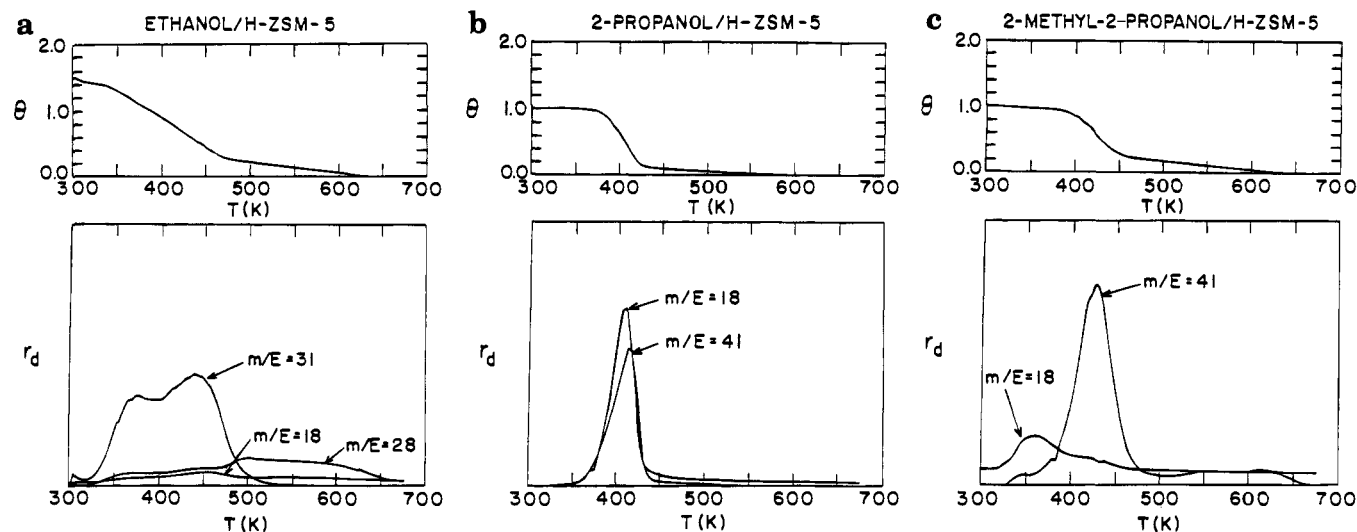 a ETHANOL/H-ZSM-5
2.0
1.0
0.0
θ
300 400 500 600 700
T(K)
m/E=31
m/E=18
m/E=28
r_d
300 400 500 600 700
T (K)
b 2-PROPANOL/H-ZSM-5
2.0
1.0
0.0
θ
300 400 500 600 700
T(K)
m/E=18
m/E=41
r_d
300 400 500 600 700
T (K)
c 2-METHYL-2-PROPANOL/H-ZSM-5
2.0
1.0
0.0
θ
300 400 500 600 700
T (K)
m/E=41
m/E=18
r_d
300 400 500 600 700
T (K)